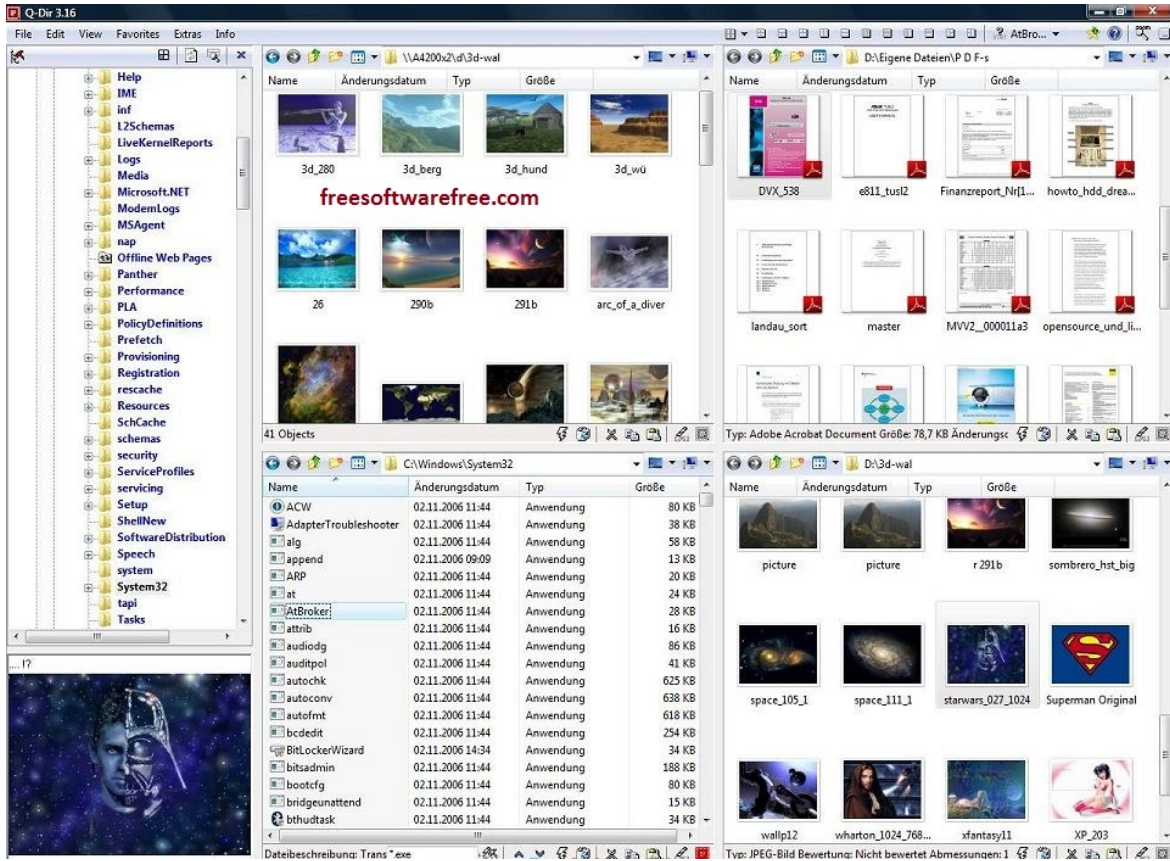 Q-Dir 3.16
File Edit View Favorites Extras Info
AtBro...
Help
IME
inf
L2Schemas
LiveKernelReports
Logs
Media
Microsoft.NET
ModemLogs
MSAgent
nap
Offline Web Pages
Panther
Performance
PLA
PolicyDefinitions
Prefetch
Provisioning
Registration
rescache
Resources
SchCache
schemas
security
ServiceProfiles
servicing
Setup
ShellNew
SoftwareDistribution
Speech
system
System32
tapi
Tasks
.... !?
\\A4200x2\d\3d-wal
Name Änderungsdatum Typ Größe
3d_280 3d_berg 3d_hund 3d_wü
freesoftwarefree.com
26 290b 291b arc_of_a_diver
41 Objects
D:\Eigene Dateien\P D F-s
Name Änderungsdatum Typ Größe
DVX_538 e811_tusl2 Finanzreport_Nr[1... howto_hdd_drea...
landau_sort master MVV2__000011a3 opensource_und_li...
Typ: Adobe Acrobat Document Größe: 78,7 KB Änderungsc
C:\Windows\System32
Name Änderungsdatum Typ Größe
ACW 02.11.2006 11:44 Anwendung 80 KB
AdapterTroubleshooter 02.11.2006 11:44 Anwendung 38 KB
alg 02.11.2006 11:44 Anwendung 58 KB
append 02.11.2006 09:09 Anwendung 13 KB
ARP 02.11.2006 11:44 Anwendung 20 KB
at 02.11.2006 11:44 Anwendung 24 KB
AtBroker 02.11.2006 11:44 Anwendung 28 KB
attrib 02.11.2006 11:44 Anwendung 16 KB
audiodg 02.11.2006 11:44 Anwendung 86 KB
auditpol 02.11.2006 11:44 Anwendung 41 KB
autochk 02.11.2006 11:44 Anwendung 625 KB
autoconv 02.11.2006 11:44 Anwendung 638 KB
autofmt 02.11.2006 11:44 Anwendung 618 KB
bcdedit 02.11.2006 11:44 Anwendung 254 KB
BitLockerWizard 02.11.2006 14:34 Anwendung 34 KB
bitsadmin 02.11.2006 11:44 Anwendung 188 KB
bootcfg 02.11.2006 11:44 Anwendung 80 KB
bridgeunattend 02.11.2006 11:44 Anwendung 15 KB
bthudtask 02.11.2006 11:44 Anwendung 34 KB
Dateibeschreibung: Trans *.exe
D:\3d-wal
Name Änderungsdatum Typ Größe
picture picture r 291b sombrero_hst_big
space_105_1 space_111_1 starwars_027_1024 Superman Original
wallp12 wharton_1024_768... xfantasy11 XP_203
Typ: JPEG-Bild Bewertung: Nicht bewertet Abmessungen: 1